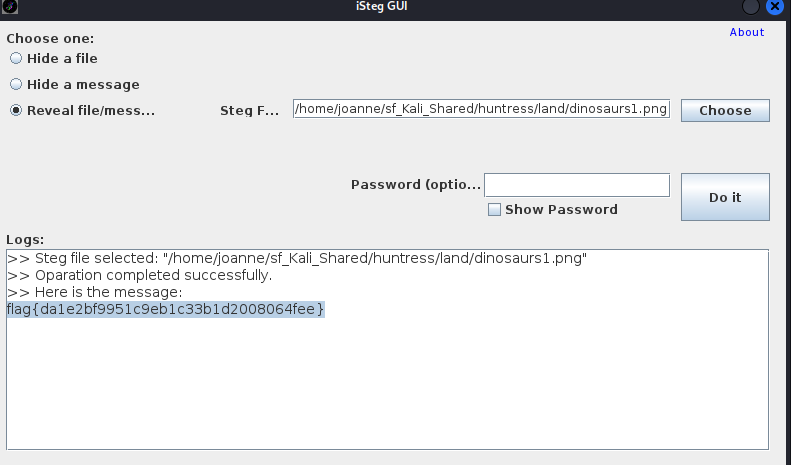 iSteg GUI
About
Choose one:
Hide a file
Hide a message
Reveal file/mess...
Steg F...
/home/joanne/sf_Kali_Shared/huntress/land/dinosaurs1.png
Choose
Password (optio...
Do it
Show Password
Logs:
>> Steg file selected: "/home/joanne/sf_Kali_Shared/huntress/land/dinosaurs1.png"
>> Oparation completed successfully.
>> Here is the message:
flag{da1e2bf9951c9eb1c33b1d2008064fee}